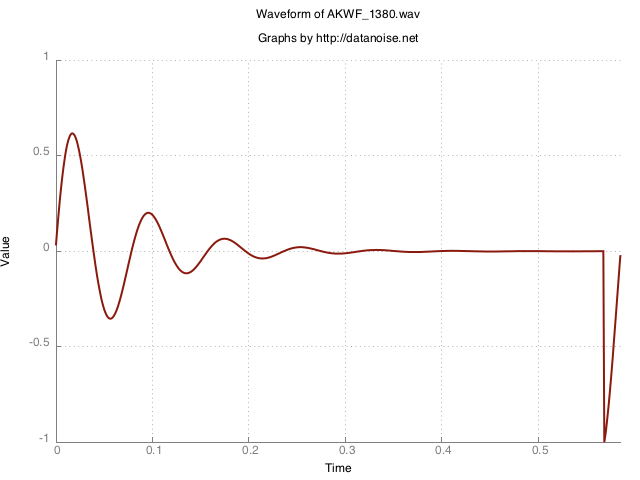 Waveform of AKWF_1380.wav
Graphs by http://datanoise.net
1
0.5
0
-0.5
-1
Value
0 0.1 0.2 0.3 0.4 0.5
Time